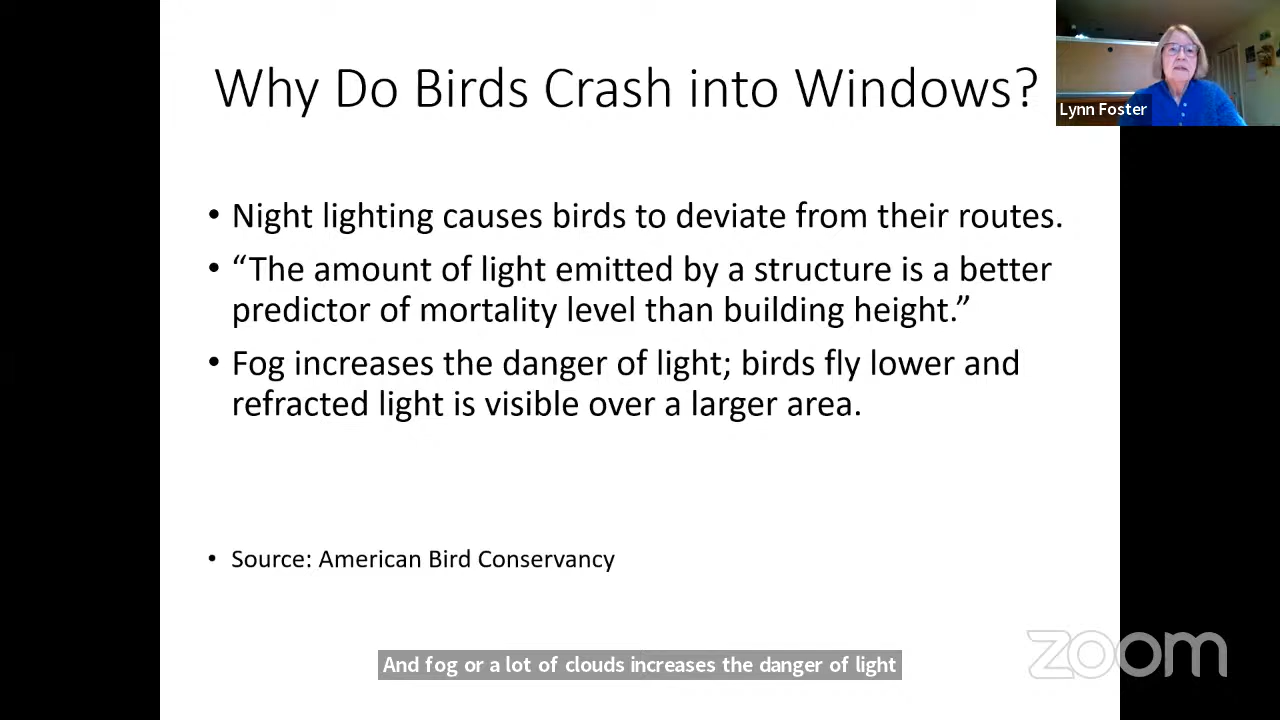 Why Do Birds Crash into Windows?
Lynn Foster
• Night lighting causes birds to deviate from their routes.
• “The amount of light emitted by a structure is a better
predictor of mortality level than building height.”
• Fog increases the danger of light; birds fly lower and
refracted light is visible over a larger area.
• Source: American Bird Conservancy
zoom
And fog or a lot of clouds increases the danger of light